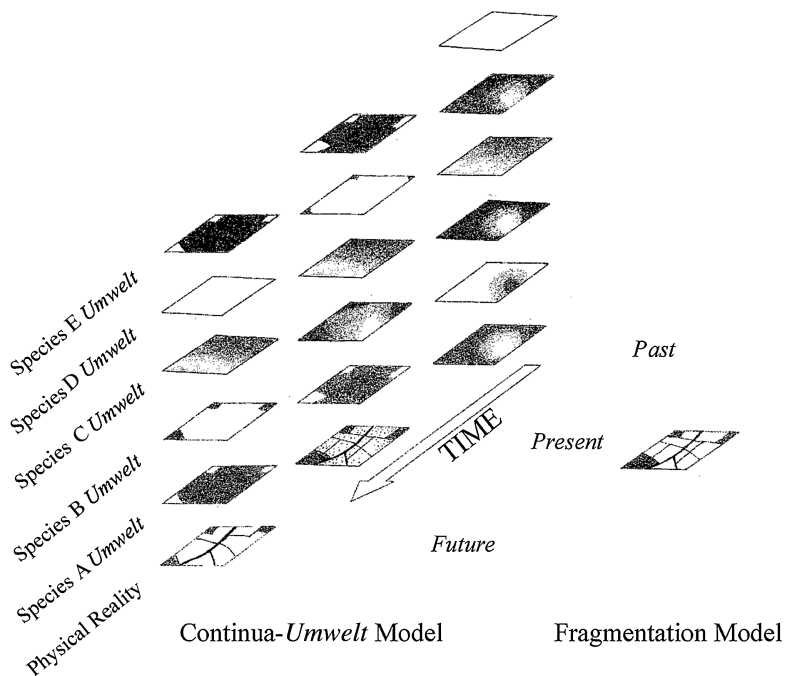 Species E Umwelt
SpeciesD Umwelt
Species C Umwelt
Species B Umwelt
Species A Umwelt
Physical Reality
Past
TIME
Present
Future
Continua-Umwelt Model
Fragmentation Model